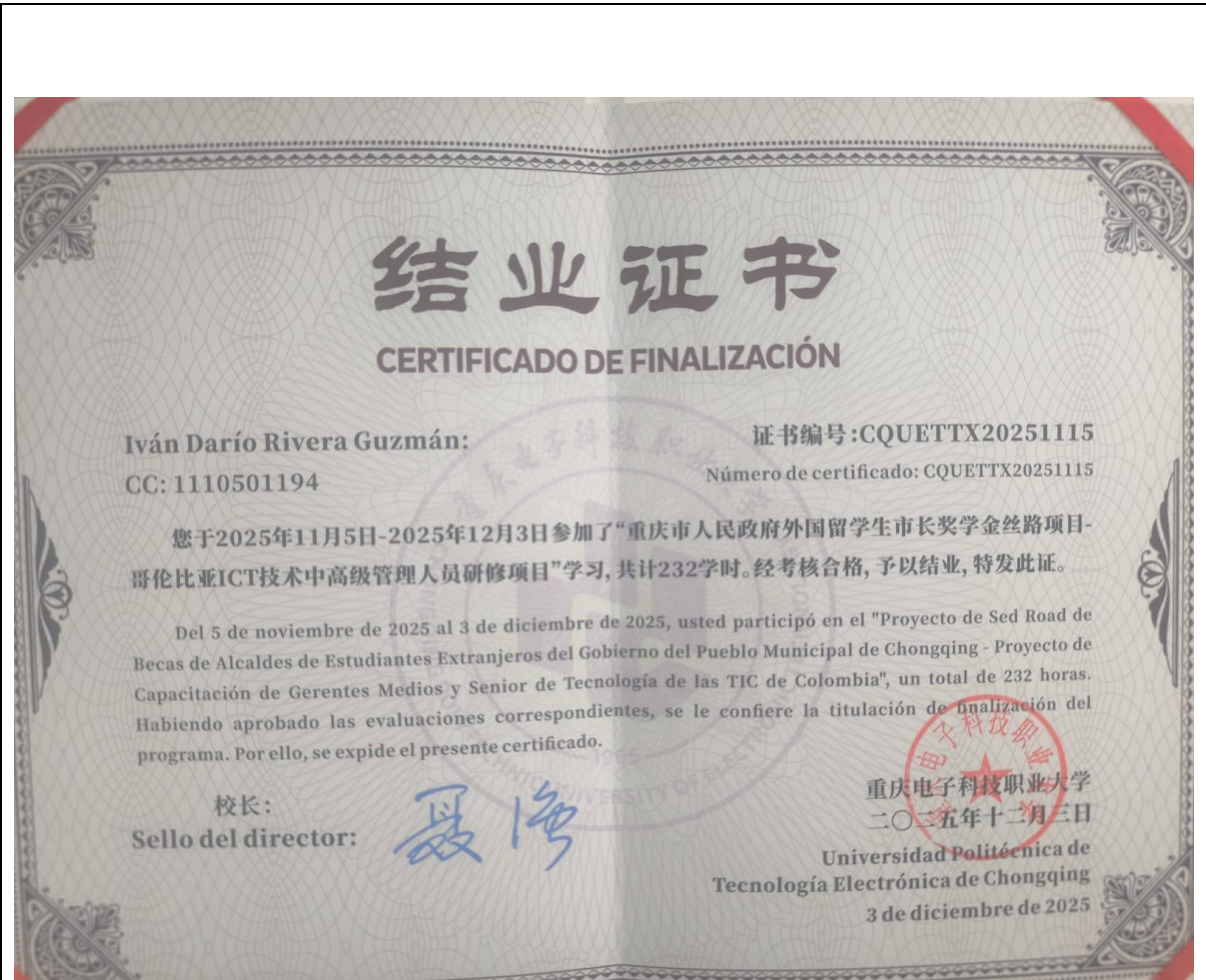 结业证书
CERTIFICADO DE FINALIZACIÓN
Iván Darío Rivera Guzmán:
CC: 1110501194
证书编号:CQUETTX20251115
Número de certificado: CQUETTX20251115
您于2025年11月5日-2025年12月3日参加了“重庆市人民政府外国留学生市长奖学金丝路项目-
哥伦比亚ICT技术中高级管理人员研修项目”学习, 共计232学时。经考核合格, 予以结业, 特发此证。
Del 5 de noviembre de 2025 al 3 de diciembre de 2025, usted participó en el "Proyecto de Sed Road de
Becas de Alcaldes de Estudiantes Extranjeros del Gobierno del Pueblo Municipal de Chongqing - Proyecto de
Capacitación de Gerentes Medios y Senior de Tecnología de las TIC de Colombia", un total de 232 horas.
Habiendo aprobado las evaluaciones correspondientes, se le confiere la titulación de finalización del
programa. Por ello, se expide el presente certificado.
校长:
Sello del director:
重庆电子科技职业大学
二〇二五年十二月三日
Universidad Politécnica de
Tecnología Electrónica de Chongqing
3 de diciembre de 2025